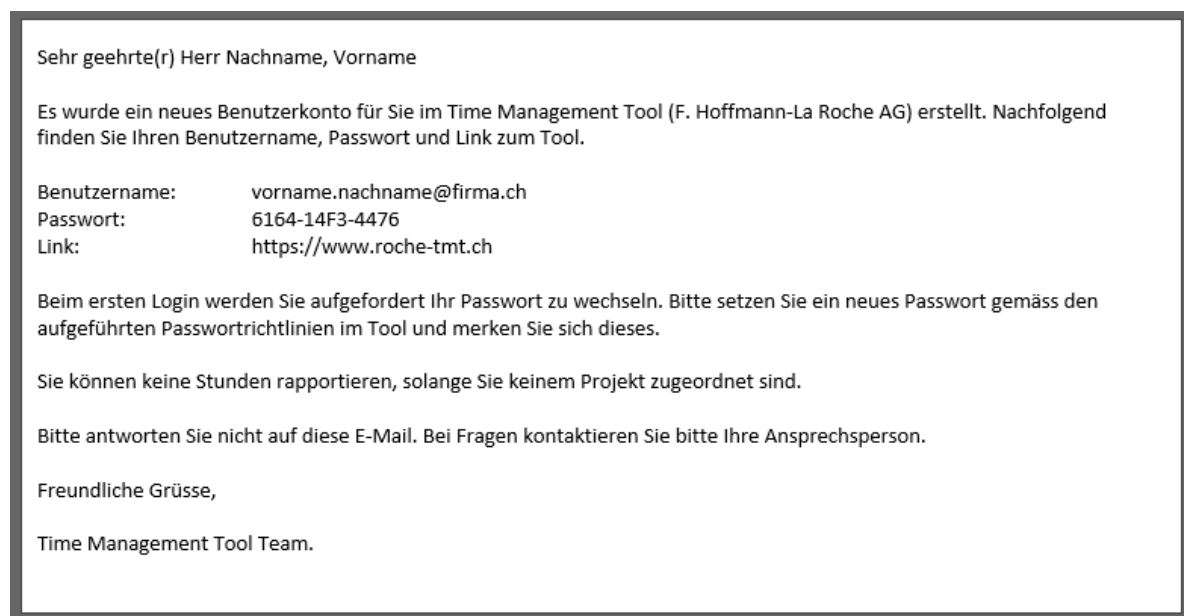 Sehr geehrte(r) Herr Nachname, Vorname
Es wurde ein neues Benutzerkonto für Sie im Time Management Tool (F. Hoffmann-La Roche AG) erstellt. Nachfolgend
finden Sie Ihren Benutzername, Passwort und Link zum Tool.
Benutzername: vorname.nachname@firma.ch
Passwort: 6164-14F3-4476
Link: https://www.roche-tmt.ch
Beim ersten Login werden Sie aufgefordert Ihr Passwort zu wechseln. Bitte setzen Sie ein neues Passwort gemäss den
aufgeführten Passwortrichtlinien im Tool und merken Sie sich dieses.
Sie können keine Stunden rapportieren, solange Sie keinem Projekt zugeordnet sind.
Bitte antworten Sie nicht auf diese E-Mail. Bei Fragen kontaktieren Sie bitte Ihre Ansprechsperson.
Freundliche Grüsse,
Time Management Tool Team.